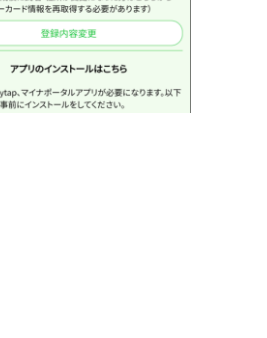 ーカード情報を再取得する必要があります）
登録内容変更
アプリのインストールはこちら
ytap、マイナポータルアプリが必要になります。以下
事前にインストールをしてください。